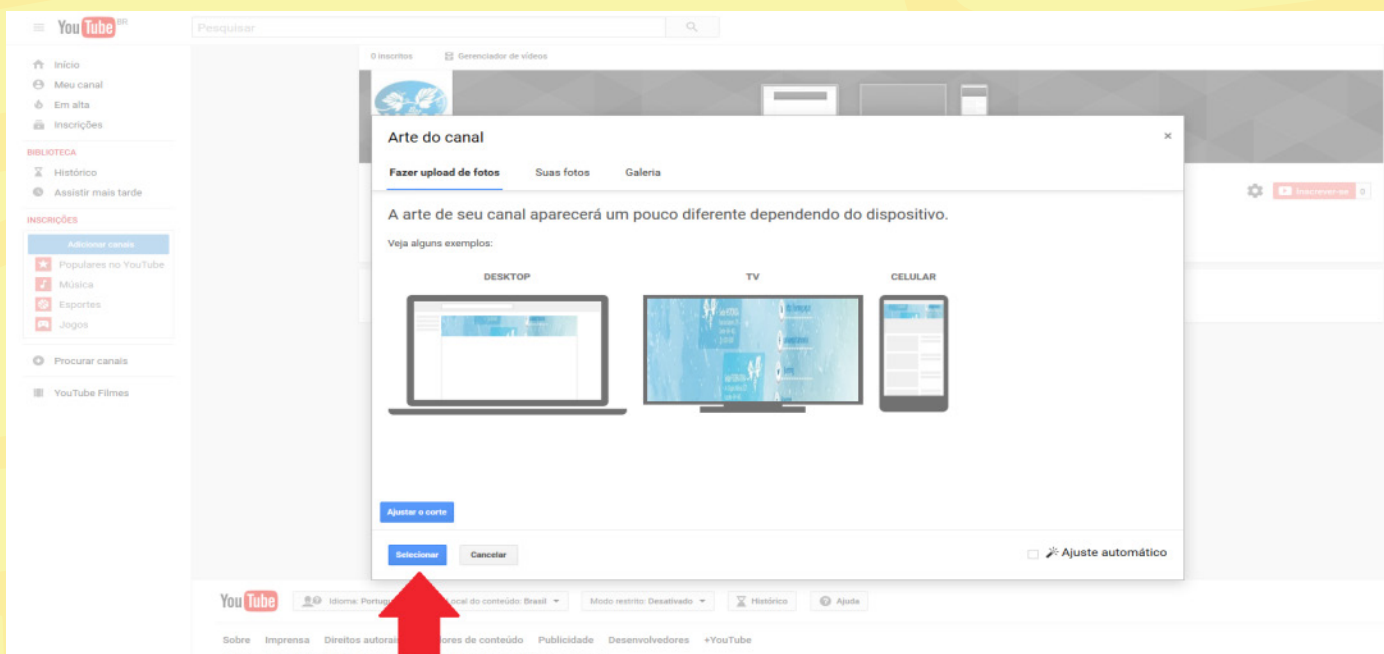 YouTube BR
Pesquisar
0 inscritos
Gerenciador de vídeos
Início
Meu canal
Em alta
Inscrições
BIBLIOTECA
Histórico
Assistir mais tarde
INSCRIÇÕES
Adicionar canais
Populares no YouTube
Música
Esportes
Jogos
Procurar canais
YouTube Filmes
Inscrever-se 0
Arte do canal
×
Fazer upload de fotos
Suas fotos
Galeria
A arte de seu canal aparecerá um pouco diferente dependendo do dispositivo.
Veja alguns exemplos:
DESKTOP
TV
CELULAR
Ajustar o corte
Selecionar
Cancelar
Ajuste automático
YouTube
Idioma:
ocal do conteúdo: Brasil
Modo restrito: Desativado
Histórico
Ajuda
Sobre
Imprensa
Direitos
de conteúdo
Publicidade
Desenvolvedores
+YouTube